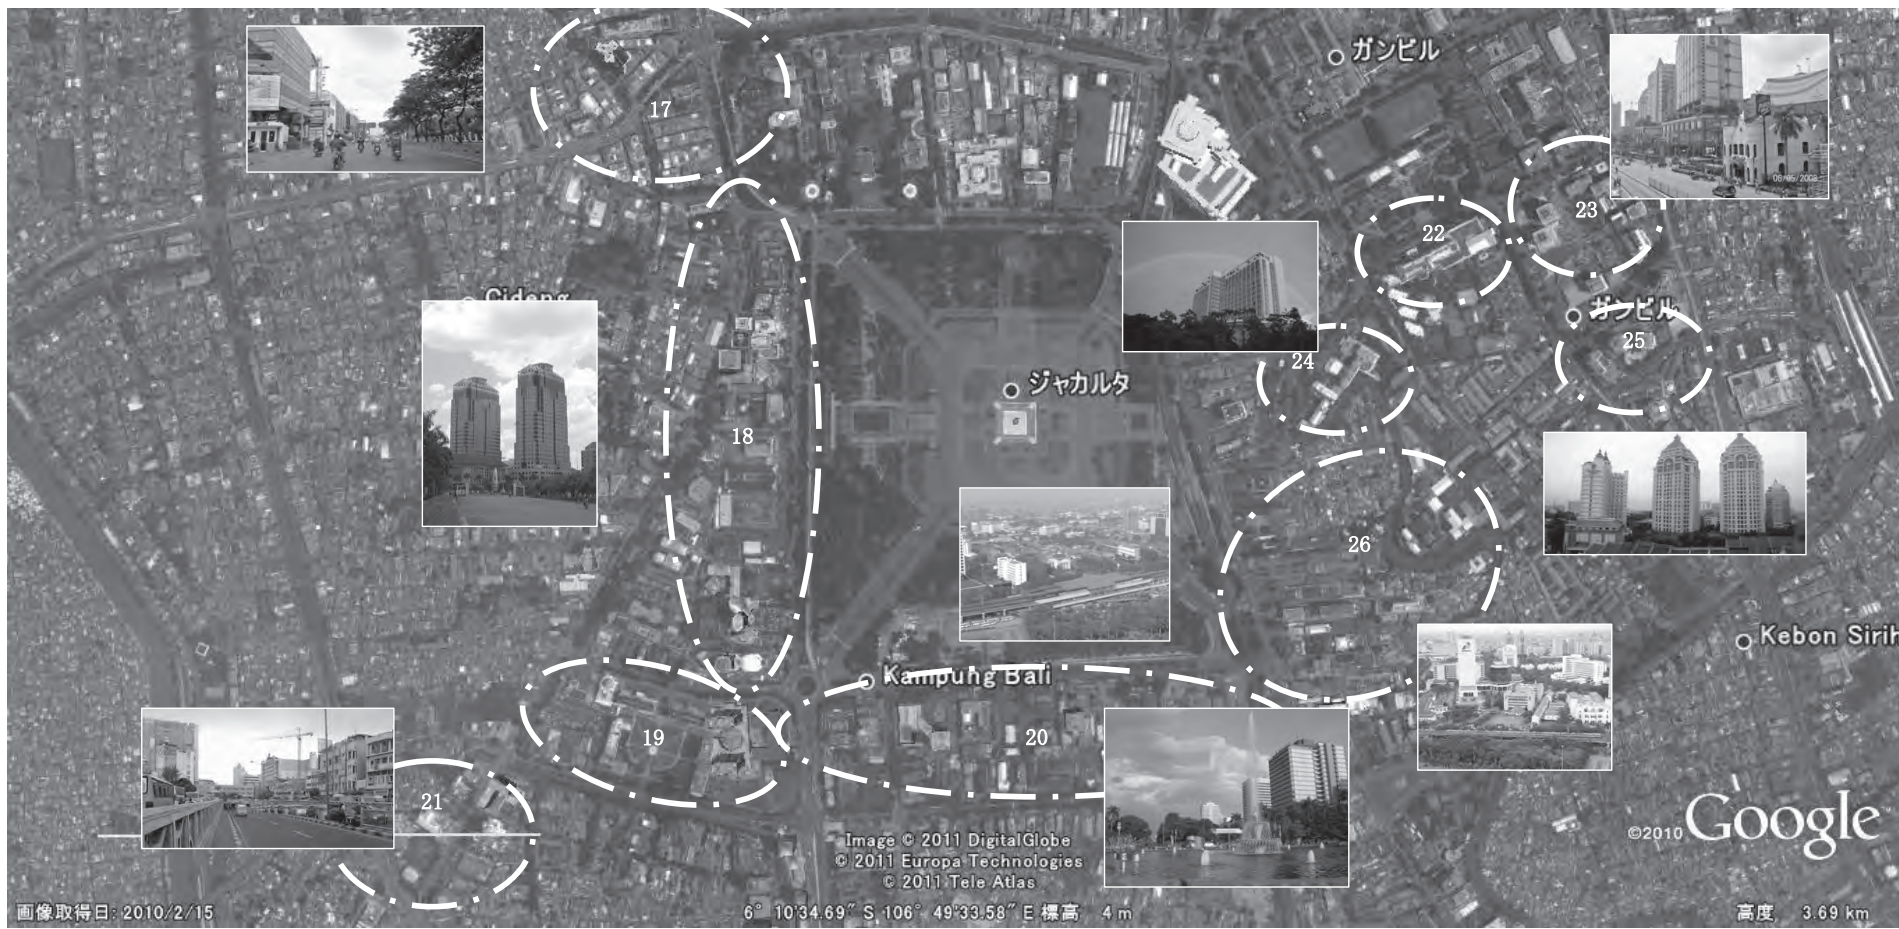 ガンビル
17
08/05/2008
23
22
Cideng
ガンビル
25
24
ジャカルタ
18
26
Kebon Sirih
Kampung Bali
19
20
21
©2010 Google
Image © 2011 DigitalGlobe
© 2011 Europa Technologies
© 2011 Tele Atlas
画像取得日: 2010/2/15
6° 10'34.69" S 106° 49'33.58" E 標高 4 m
高度 3.69 km